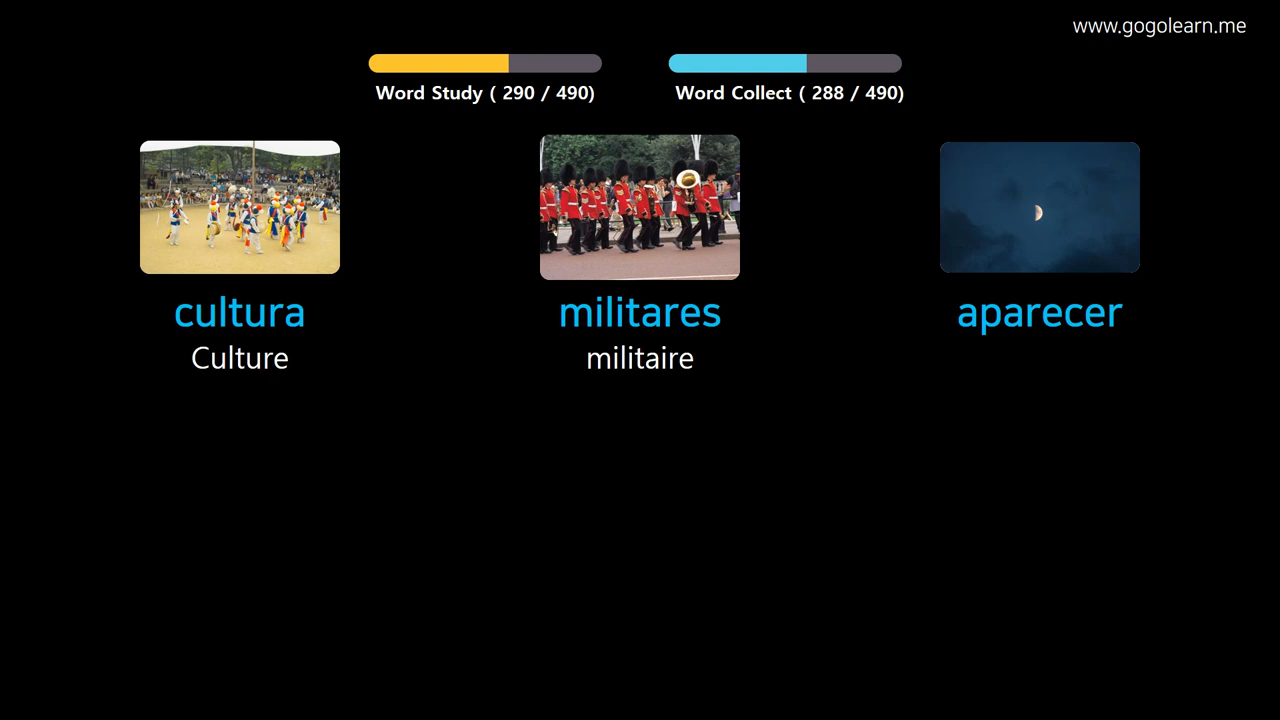 www.gogolearn.me
Word Study ( 290 / 490)
Word Collect ( 288 / 490)
cultura
militares
aparecer
Culture
militaire